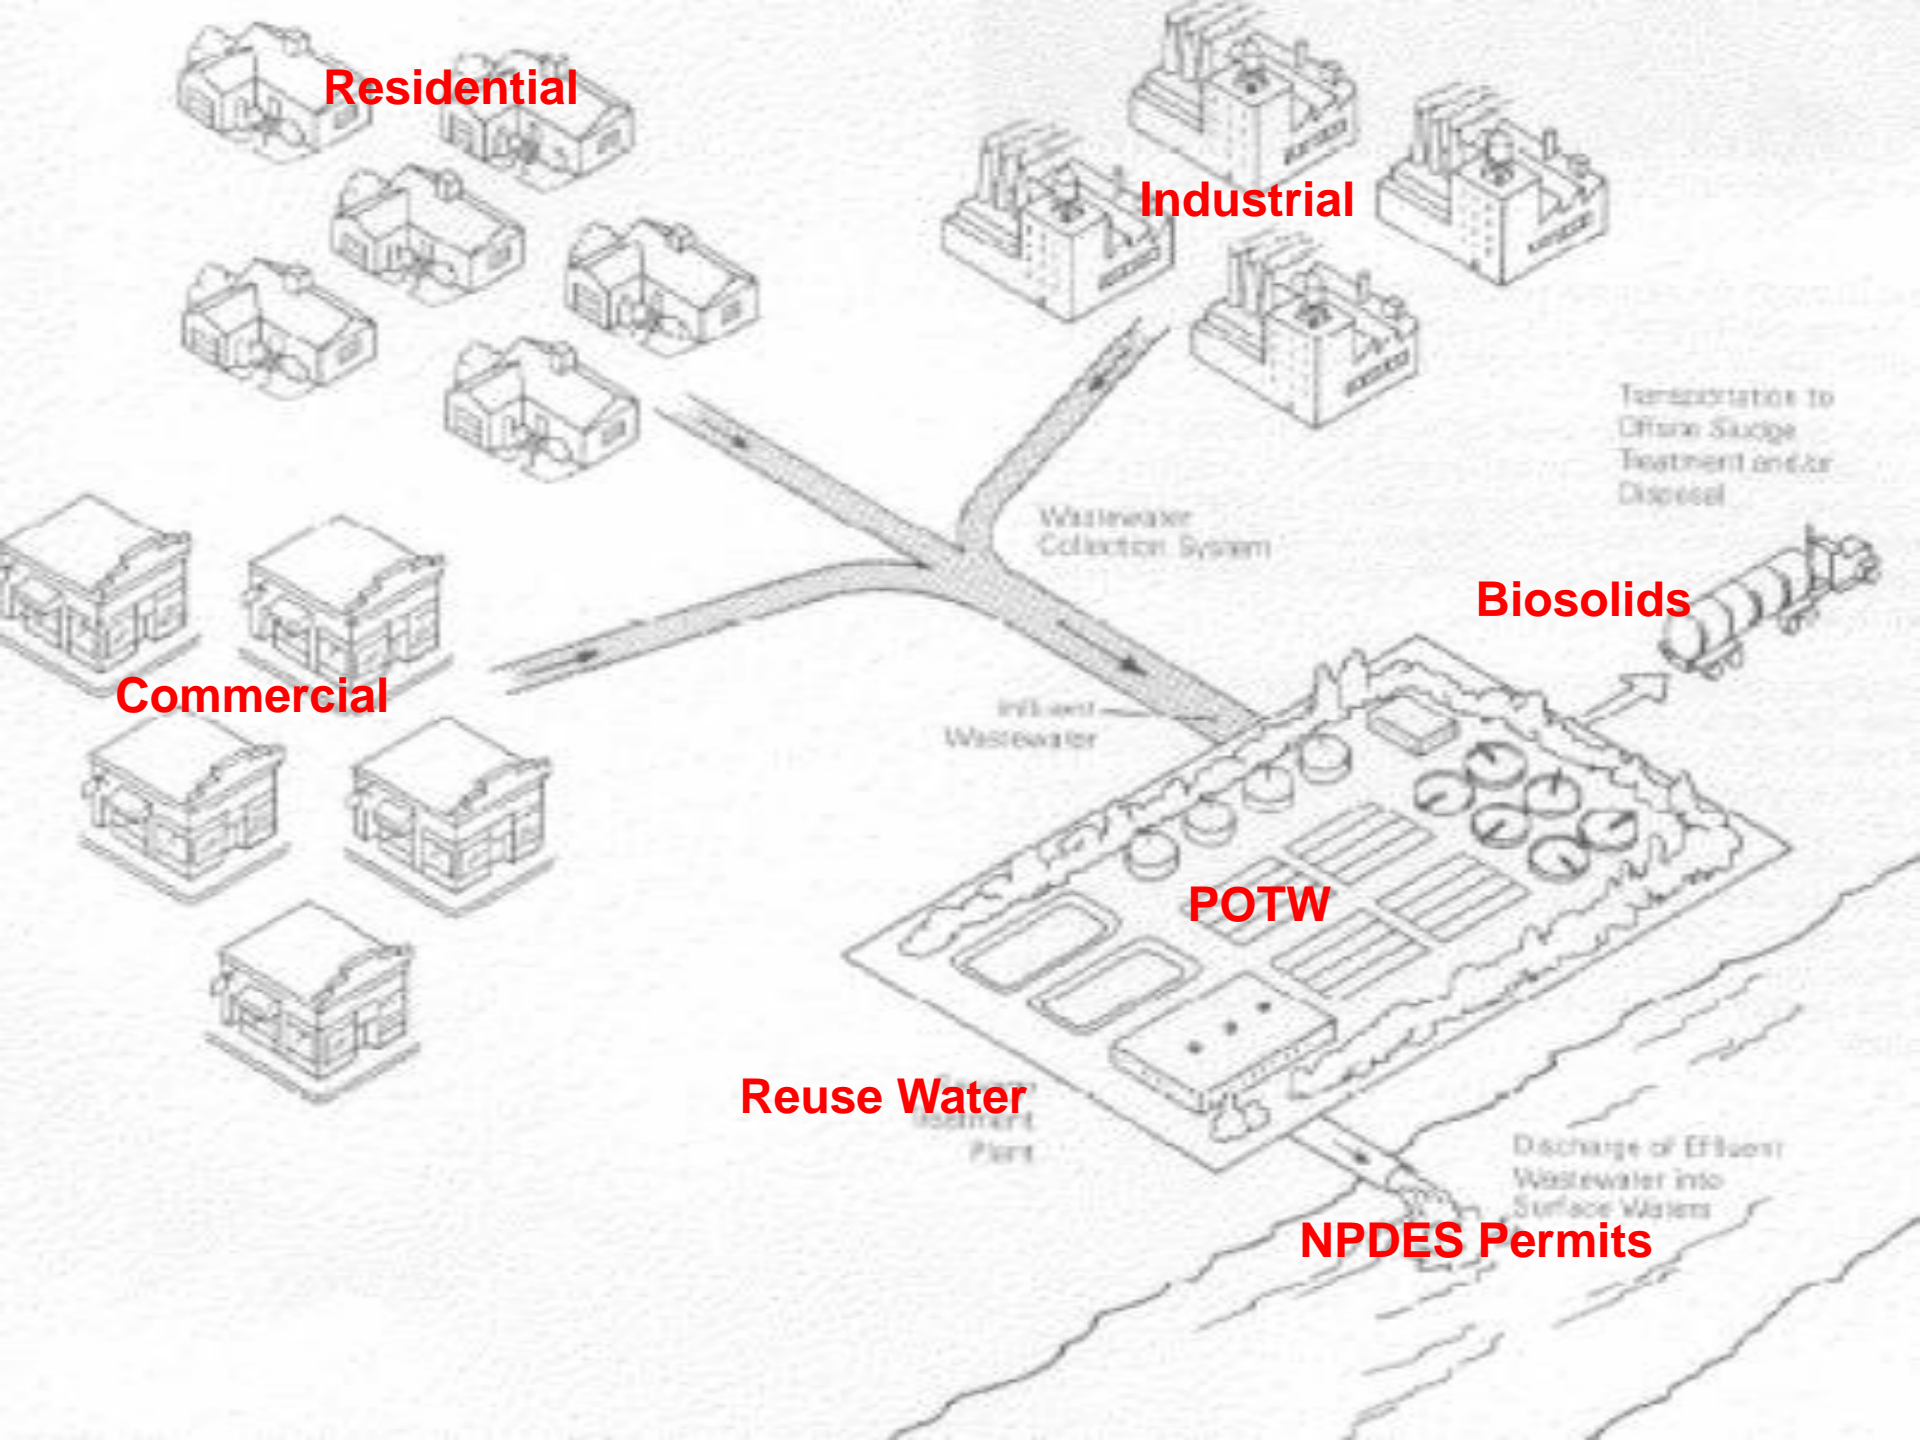 Residential
Industrial
Transportation to
Offsite Sludge
Treatment and/or
Disposal
Wastewater
Collection System
Biosolids
Commercial
Influent
Wastewater
POTW
Reuse Water
Treatment
Plant
Discharge of Effluent
Wastewater into
Surface Waters
NPDES Permits